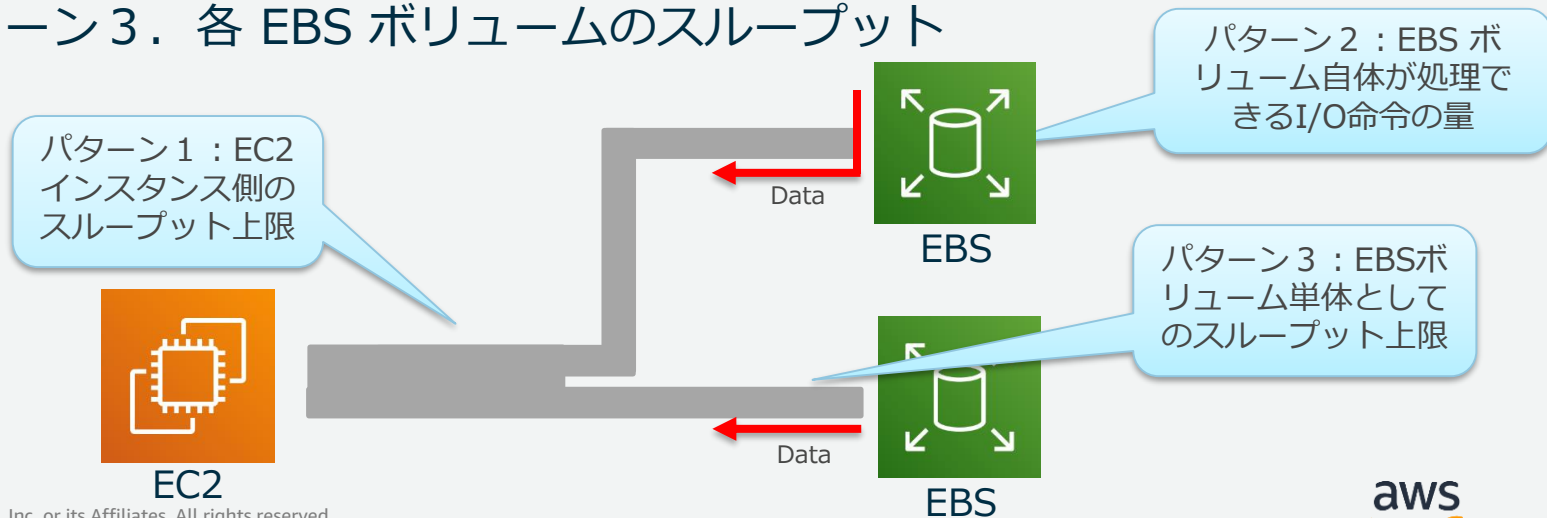 ーン３．各 EBS ボリュームのスループット
パターン２：EBS ボ
リューム自体が処理で
きるI/O命令の量
パターン１：EC2
インスタンス側の
スループット上限
Data
EBS
パターン３：EBSボ
リューム単体として
のスループット上限
Data
EC2
EBS
Inc. or its Affiliates. All rights reserved
aws